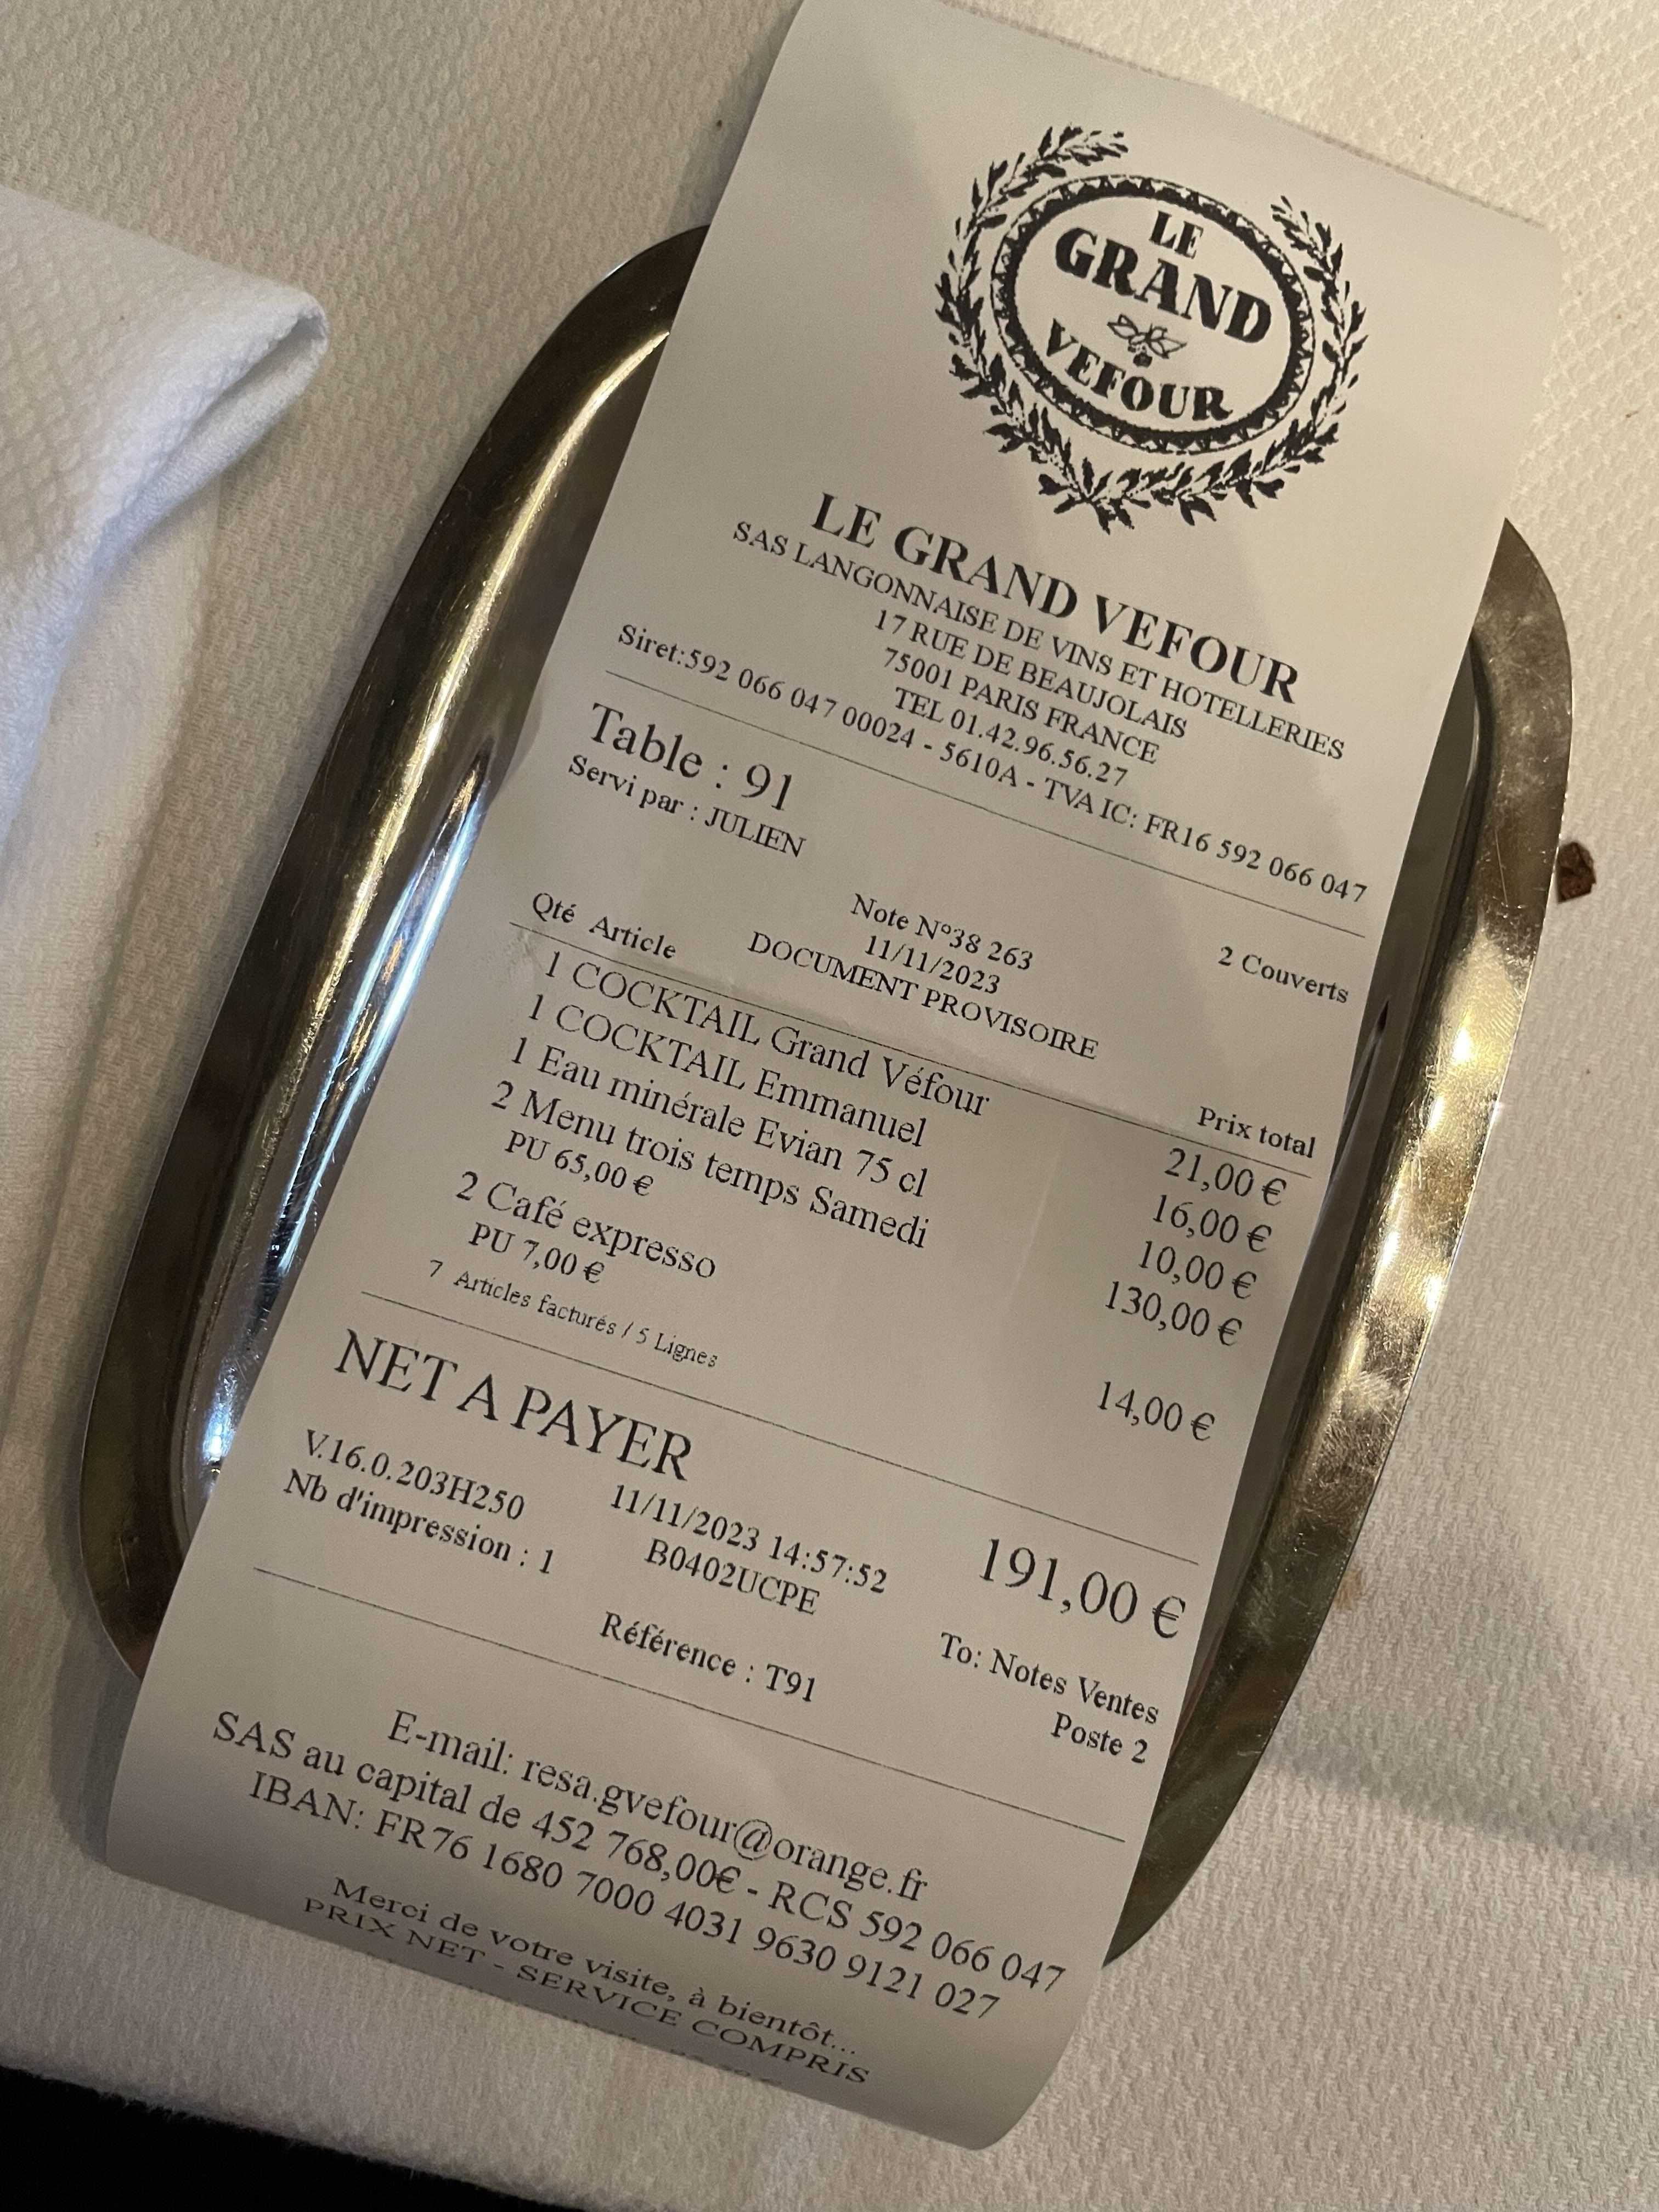 LE
GRAND
VEFOUR
LE GRAND VEFOUR
SAS LANGONNAISE DE VINS ET HOTELLERIES
17 RUE DE BEAUJOLAIS
75001 PARIS FRANCE
TEL 01.42.96.56.27
Siret:592 066 047 00024 - 5610A - TVA IC: FR16 592 066 047
Table : 91
Servi par : JULIEN
2 Couverts
Note N°38 263
11/11/2023
DOCUMENT PROVISOIRE
Qté Article Prix total
1 COCKTAIL Grand Véfour 21,00 €
1 COCKTAIL Emmanuel 16,00 €
1 Eau minérale Evian 75 cl 10,00 €
2 Menu trois temps Samedi 130,00 €
PU 65,00 €
2 Café expresso 14,00 €
PU 7,00 €
7 Articles facturés / 5 Lignes
NET A PAYER 191,00 €
V.16.0.203H250 11/11/2023 14:57:52 To: Notes Ventes
Nb d'impression : 1 B0402UCPE Poste 2
Référence : T91
E-mail: resa.gvefour@orange.fr
SAS au capital de 452 768,00€ - RCS 592 066 047
IBAN: FR76 1680 7000 4031 9630 9121 027
Merci de votre visite, à bientôt...
PRIX NET - SERVICE COMPRIS